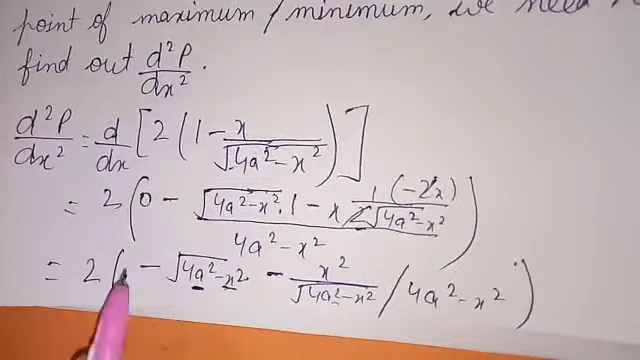 point of maximum/minimum, we need
find out d²P/dx².
d²P/dx² = d/dx [2(1 - x/√(4a²-x²))]
= 2(0 - (√(4a²-x²)·1 - x (1(-2x))/(2√(4a²-x²)))/(4a²-x²))
= 2( - √(4a²-x²) - x²/√(4a²-x²) / 4a²-x²)